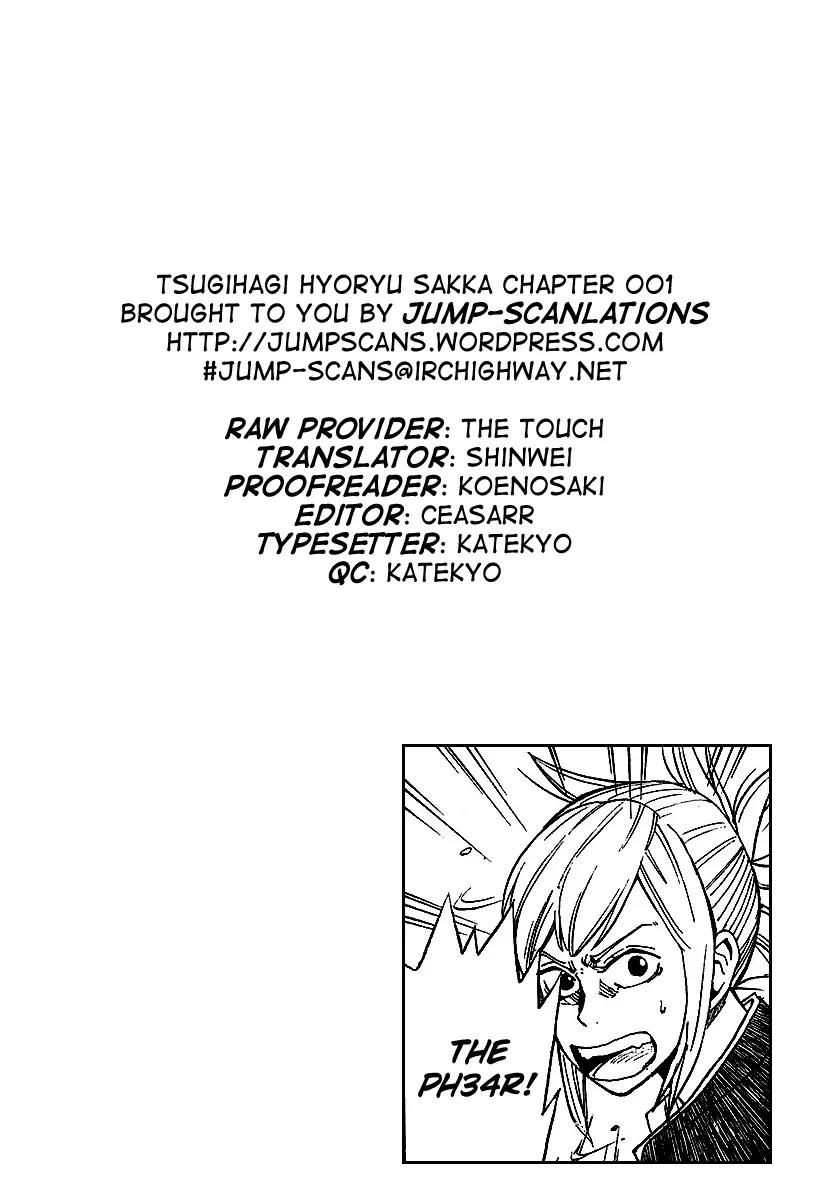 TSUGIHAGI HYORYU SAKKA CHAPTER 001
BROUGHT TO YOU BY JUMP-SCANLATIONS
HTTP://JUMPSCANS.WORDPRESS.COM
#JUMP-SCANS@IRCHIGHWAY.NET
RAW PROVIDER: THE TOUCH
TRANSLATOR: SHINWEI
PROOFREADER: KOENOSAKI
EDITOR: CEASARR
TYPESETTER: KATEKYO
QC: KATEKYO
THE
PH34R!